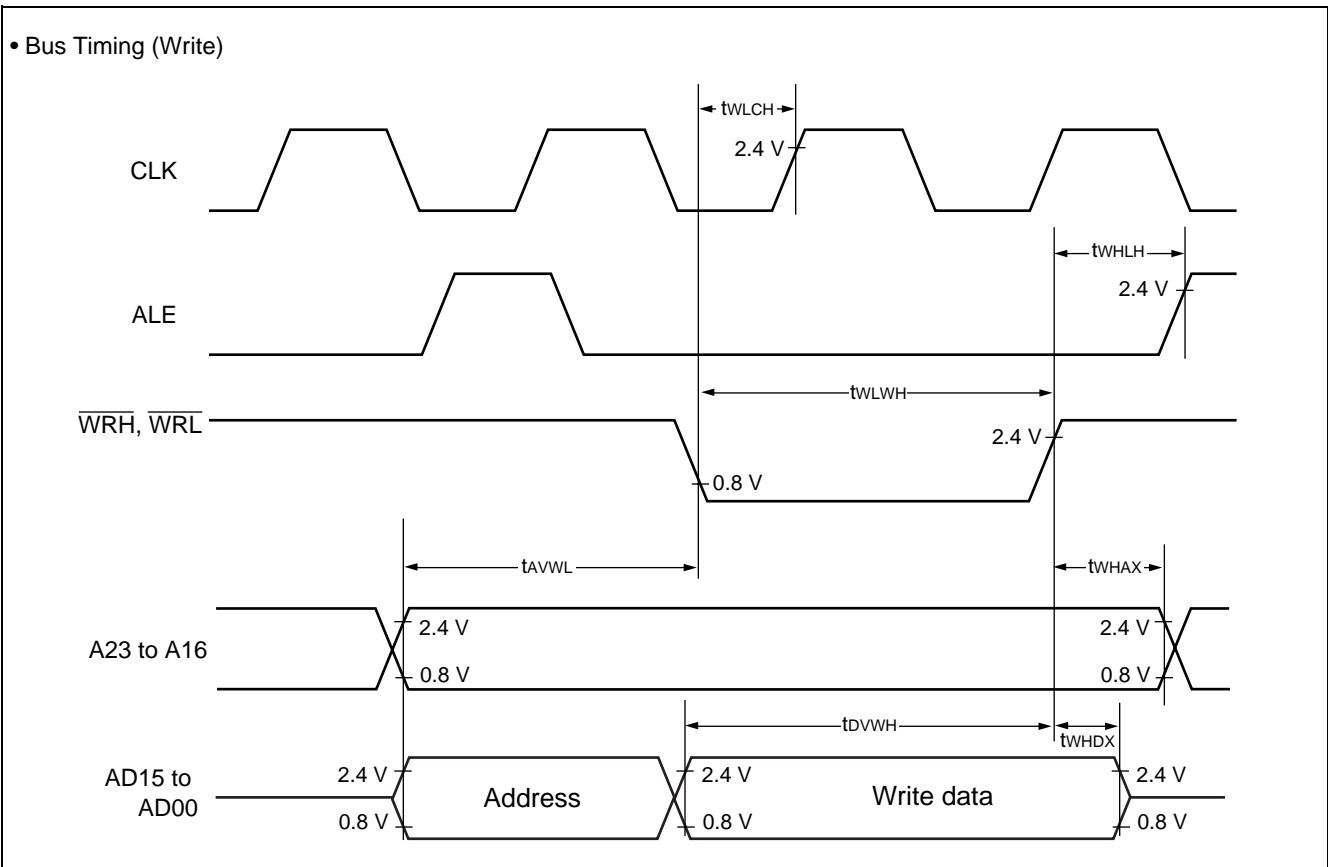 • Bus Timing (Write)
tWLCH
2.4 V
CLK
tWHLH
2.4 V
ALE
tWLWH
WRH, WRL
2.4 V
0.8 V
tAVWL
tWHAX
2.4 V
2.4 V
A23 to A16
0.8 V
0.8 V
tDVWH
tWHDX
AD15 to
AD00
2.4 V
2.4 V
2.4 V
Address
Write data
0.8 V
0.8 V
0.8 V